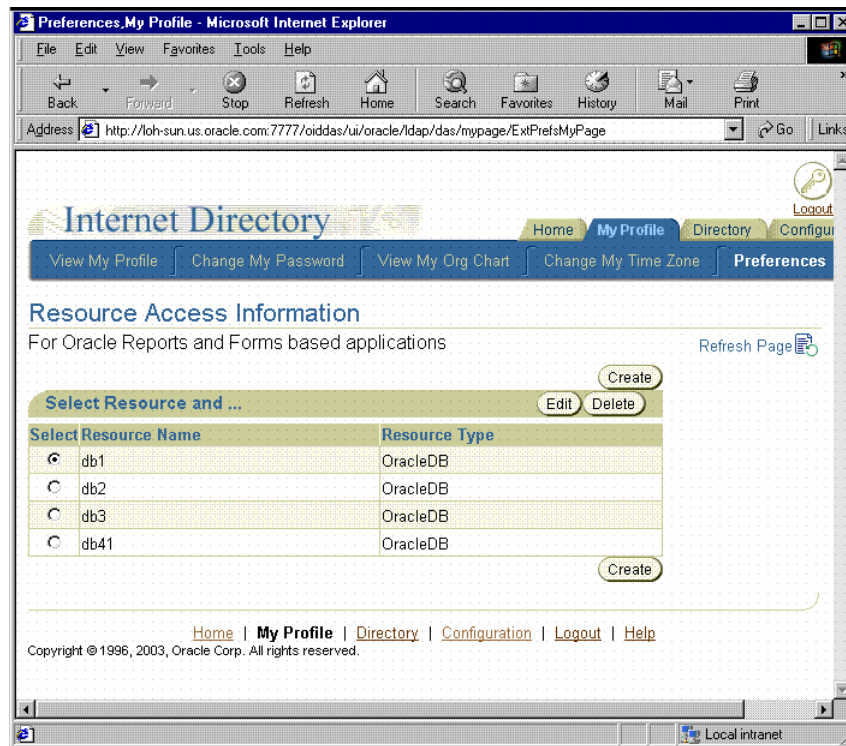 Preferences,My Profile - Microsoft Internet Explorer
File Edit View Favorites Tools Help
Back Forward Stop Refresh Home Search Favorites History Mail Print
Address http://loh-sun.us.oracle.com:7777/oiddas/ui/oracle/ldap/das/mypage/ExtPrefsMyPage Go Links
Logout
Internet Directory
Home My Profile Directory Configur
View My Profile Change My Password View My Org Chart Change My Time Zone Preferences
Resource Access Information
For Oracle Reports and Forms based applications
Refresh Page
Create
Select Resource and ... Edit Delete
Select Resource Name Resource Type
db1 OracleDB
db2 OracleDB
db3 OracleDB
db41 OracleDB
Create
Home | My Profile | Directory | Configuration | Logout | Help
Copyright © 1996, 2003, Oracle Corp. All rights reserved.
Local intranet